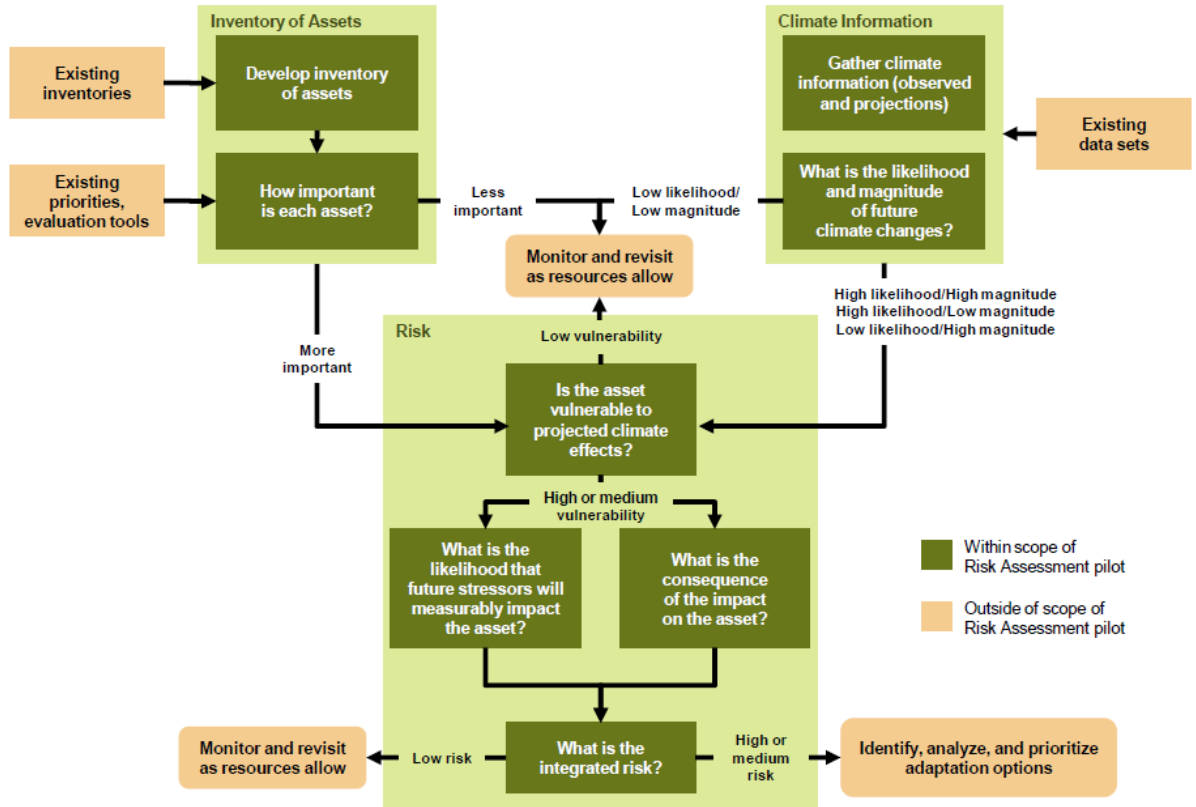 Inventory of Assets
Climate Information
Existing
inventories
Develop inventory
of assets
Gather climate
information (observed
and projections)
Existing
data sets
Existing
priorities,
evaluation tools
How important
is each asset?
Less
important
Low likelihood/
Low magnitude
What is the likelihood
and magnitude
of future
climate changes?
Monitor and revisit
as resources allow
High likelihood/High magnitude
High likelihood/Low magnitude
Low likelihood/High magnitude
Risk
Low vulnerability
More
important
Is the asset
vulnerable to
projected climate
effects?
High or medium
vulnerability
What is the
likelihood that
future stressors will
measurably impact
the asset?
What is the
consequence
of the impact
on the asset?
Within scope of
Risk Assessment pilot
Outside of scope of
Risk Assessment pilot
Monitor and revisit
as resources allow
Low risk
What is the
integrated risk?
High or
medium
risk
Identify, analyze, and prioritize
adaptation options